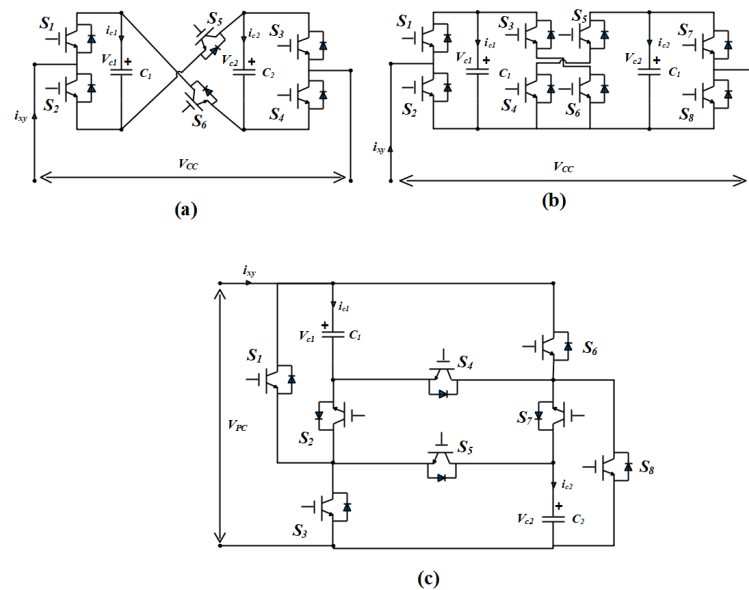 S1 ic1 S5 ic2 S3
Vc1 + C1 Vc2 + C2
S2 S6 S4
ixy
VCC
(a)
S1 ic1 S3 S5 ic2 S7
Vc1 + C1 Vc2 + C1
S2 S4 S6 S8
ixy
VCC
(b)
ixy
ic1
Vc1 + C1
S1 S4 S6
VPC S2 S7
S5 S8
ic2
S3 Vc2 + C2
(c)